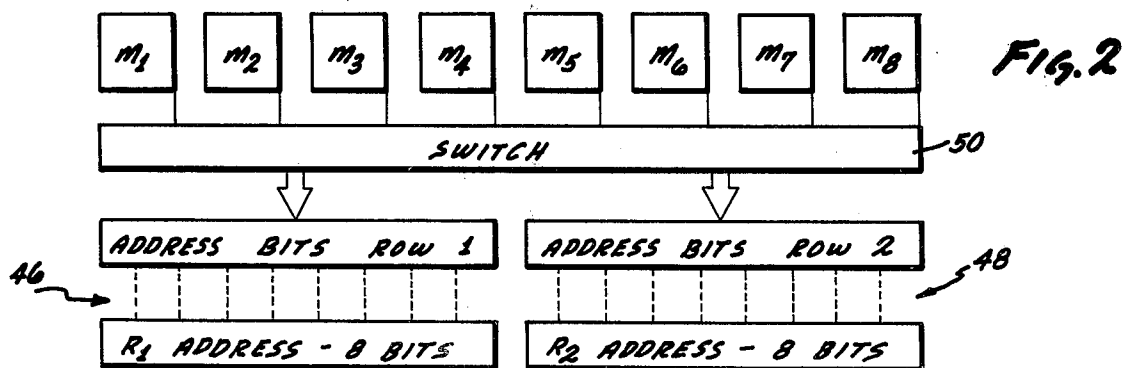 m₁ m₂ m₃ m₄ m₅ m₆ m₇ m₈
FIG. 2
SWITCH
50
ADDRESS BITS ROW 1
ADDRESS BITS ROW 2
46
48
R₁ ADDRESS - 8 BITS
R₂ ADDRESS - 8 BITS